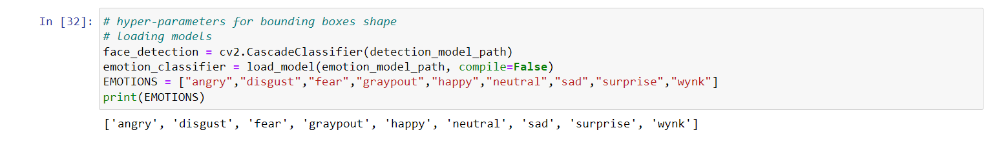 In [32]: # hyper-parameters for bounding boxes shape
# loading models
face_detection = cv2.CascadeClassifier(detection_model_path)
emotion_classifier = load_model(emotion_model_path, compile=False)
EMOTIONS = ["angry","disgust","fear","graypout","happy","neutral","sad","surprise","wynk"]
print(EMOTIONS)
['angry', 'disgust', 'fear', 'graypout', 'happy', 'neutral', 'sad', 'surprise', 'wynk']